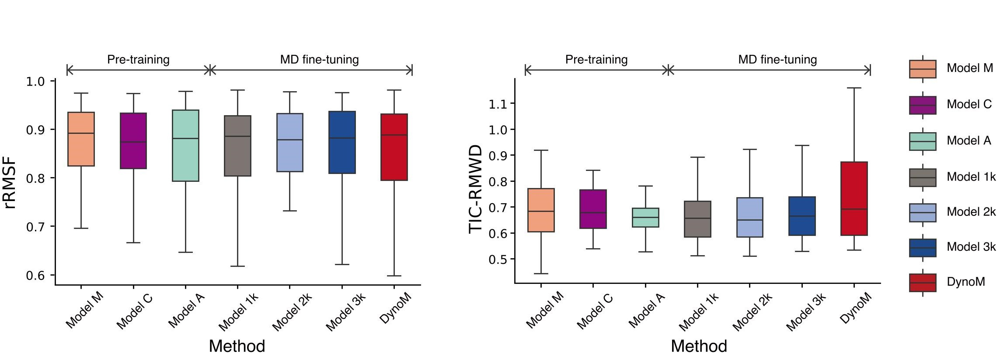 Pre-training
MD fine-tuning
1.0
0.9
0.8
0.7
0.6
rRMSF
Model M
Model C
Model A
Model 1k
Model 2k
Model 3k
DynoM
Method
Pre-training
MD fine-tuning
1.1
1.0
0.9
0.8
0.7
0.6
0.5
TIC-RMWD
Model M
Model C
Model A
Model 1k
Model 2k
Model 3k
DynoM
Method
Model M
Model C
Model A
Model 1k
Model 2k
Model 3k
DynoM